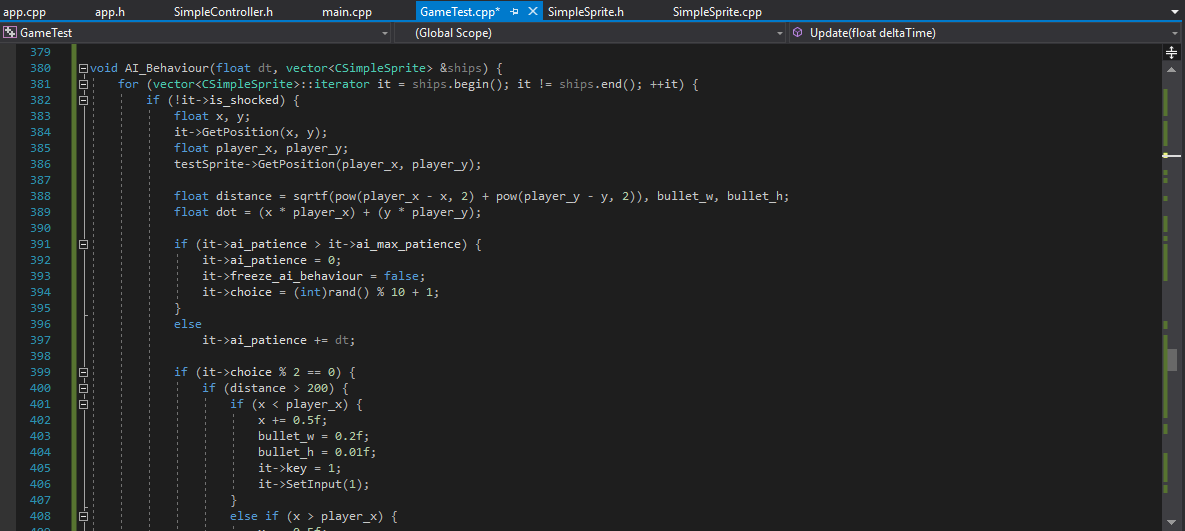 app.cpp app.h SimpleController.h main.cpp GameTest.cpp* SimpleSprite.h SimpleSprite.cpp
GameTest (Global Scope) Update(float deltaTime)
379
380 void AI_Behaviour(float dt, vector<CSimpleSprite> &ships) {
381 for (vector<CSimpleSprite>::iterator it = ships.begin(); it != ships.end(); ++it) {
382 if (!it->is_shocked) {
383 float x, y;
384 it->GetPosition(x, y);
385 float player_x, player_y;
386 testSprite->GetPosition(player_x, player_y);
387
388 float distance = sqrtf(pow(player_x - x, 2) + pow(player_y - y, 2)), bullet_w, bullet_h;
389 float dot = (x * player_x) + (y * player_y);
390
391 if (it->ai_patience > it->ai_max_patience) {
392 it->ai_patience = 0;
393 it->freeze_ai_behaviour = false;
394 it->choice = (int)rand() % 10 + 1;
395 }
396 else
397 it->ai_patience += dt;
398
399 if (it->choice % 2 == 0) {
400 if (distance > 200) {
401 if (x < player_x) {
402 x += 0.5f;
403 bullet_w = 0.2f;
404 bullet_h = 0.01f;
405 it->key = 1;
406 it->SetInput(1);
407 }
408 else if (x > player_x) {
409